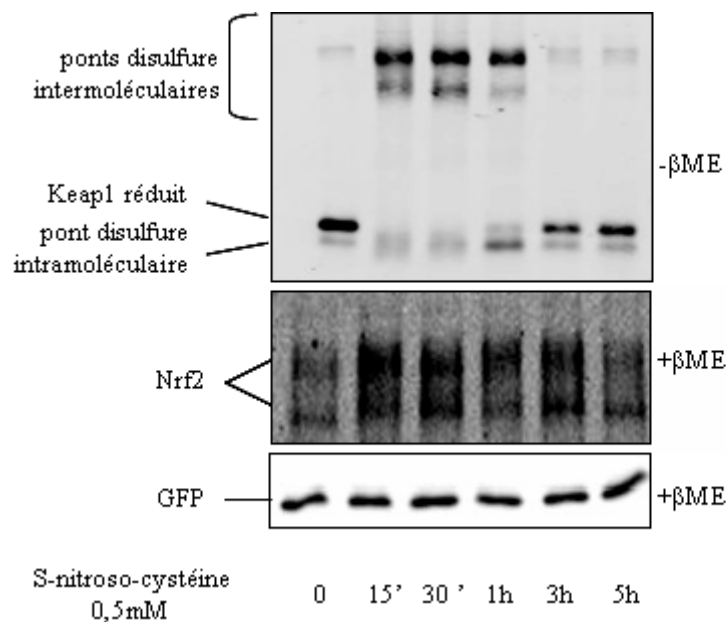 ponts disulfure
intermoléculaires
-βME
Keap1 réduit
pont disulfure
intramoléculaire
Nrf2
+βME
GFP
+βME
S-nitroso-cystéine
0,5mM
0 15’ 30 ’ 1h 3h 5h